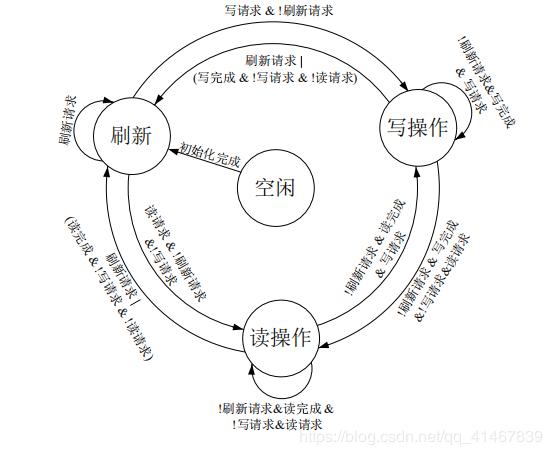 写请求 & !刷新请求
刷新请求 |
(写完成 & !写请求 & !读请求)
!刷新请求&写完成
& 写请求
刷新请求
刷新
写操作
初始化完成
空闲
读请求 & !刷新请求
&!写请求
刷新请求 |
(读完成 & !写请求 & !读请求)
!刷新请求 & 读完成
& 写请求
!刷新请求 & 写完成
&!写请求&读请求
读操作
!刷新请求&读完成 &
!写请求&读请求
https://blog.csdn.net/qq_41467839